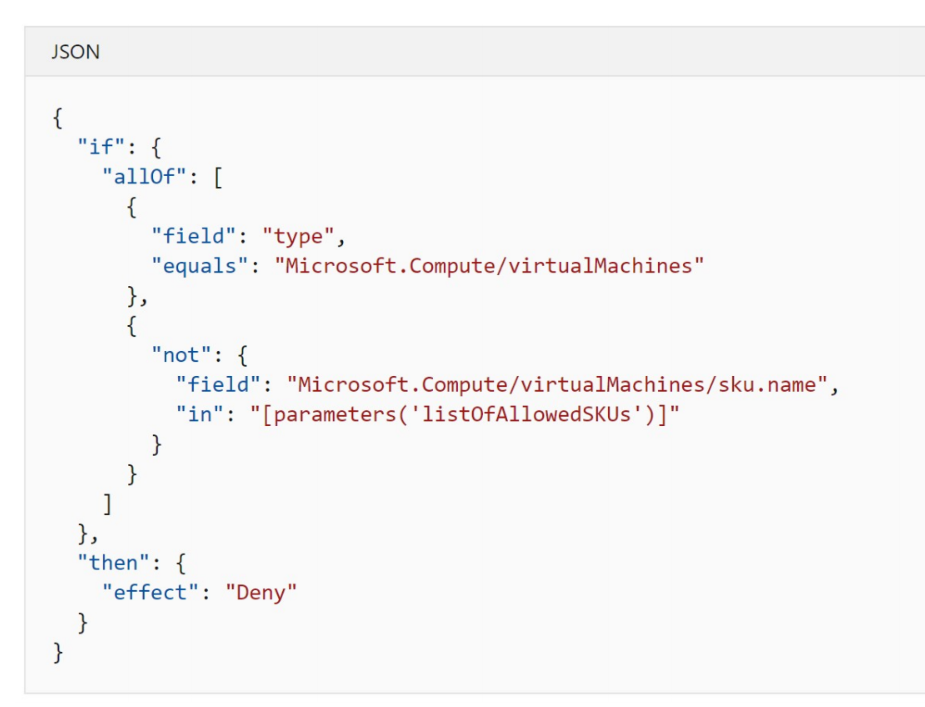 JSON
{
  "if": {
    "allOf": [
      {
        "field": "type",
        "equals": "Microsoft.Compute/virtualMachines"
      },
      {
        "not": {
          "field": "Microsoft.Compute/virtualMachines/sku.name",
          "in": "[parameters('listOfAllowedSKUs')]"
        }
      }
    ]
  },
  "then": {
    "effect": "Deny"
  }
}